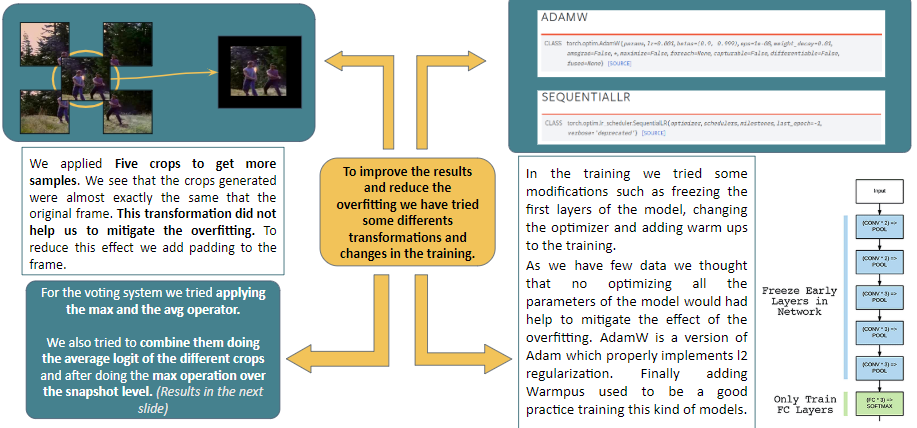 We applied Five crops to get more
samples. We see that the crops generated
were almost exactly the same that the
original frame. This transformation did not
help us to mitigate the overfitting. To
reduce this effect we add padding to the
frame.
For the voting system we tried applying
the max and the avg operator.
We also tried to combine them doing
the average logit of the different crops
and after doing the max operation over
the snapshot level. (Results in the next
slide)
To improve the results
and reduce the
overfitting we have tried
some differents
transformations and
changes in the training.
ADAMW
CLASS torch.optim.AdamW(params, lr=0.001, betas=(0.9, 0.999), eps=1e-08, weight_decay=0.01,
amsgrad=False, *, maximize=False, foreach=None, capturable=False, differentiable=False,
fused=None) [SOURCE]
SEQUENTIALLR
CLASS torch.optim.lr_scheduler.SequentialLR(optimizer, schedulers, milestones, last_epoch=-1,
verbose='deprecated') [SOURCE]
In the training we tried some
modifications such as freezing the
first layers of the model, changing
the optimizer and adding warm ups
to the training.
As we have few data we thought
that no optimizing all the
parameters of the model would had
help to mitigate the effect of the
overfitting. AdamW is a version of
Adam which properly implements l2
regularization. Finally adding
Warmpus used to be a good
practice training this kind of models.
Input
(CONV * 2) =>
POOL
(CONV * 2) =>
POOL
(CONV * 3) =>
POOL
(CONV * 3) =>
POOL
(CONV * 3) =>
POOL
(FC * 3) =>
SOFTMAX
Freeze Early
Layers in
Network
Only Train
FC Layers